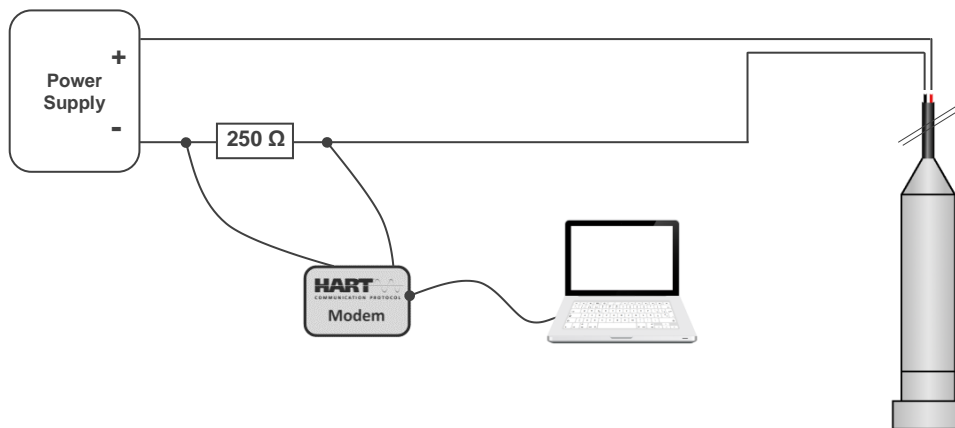 Power
Supply
+
-
250 Ω
HART
COMMUNICATION PROTOCOL
Modem